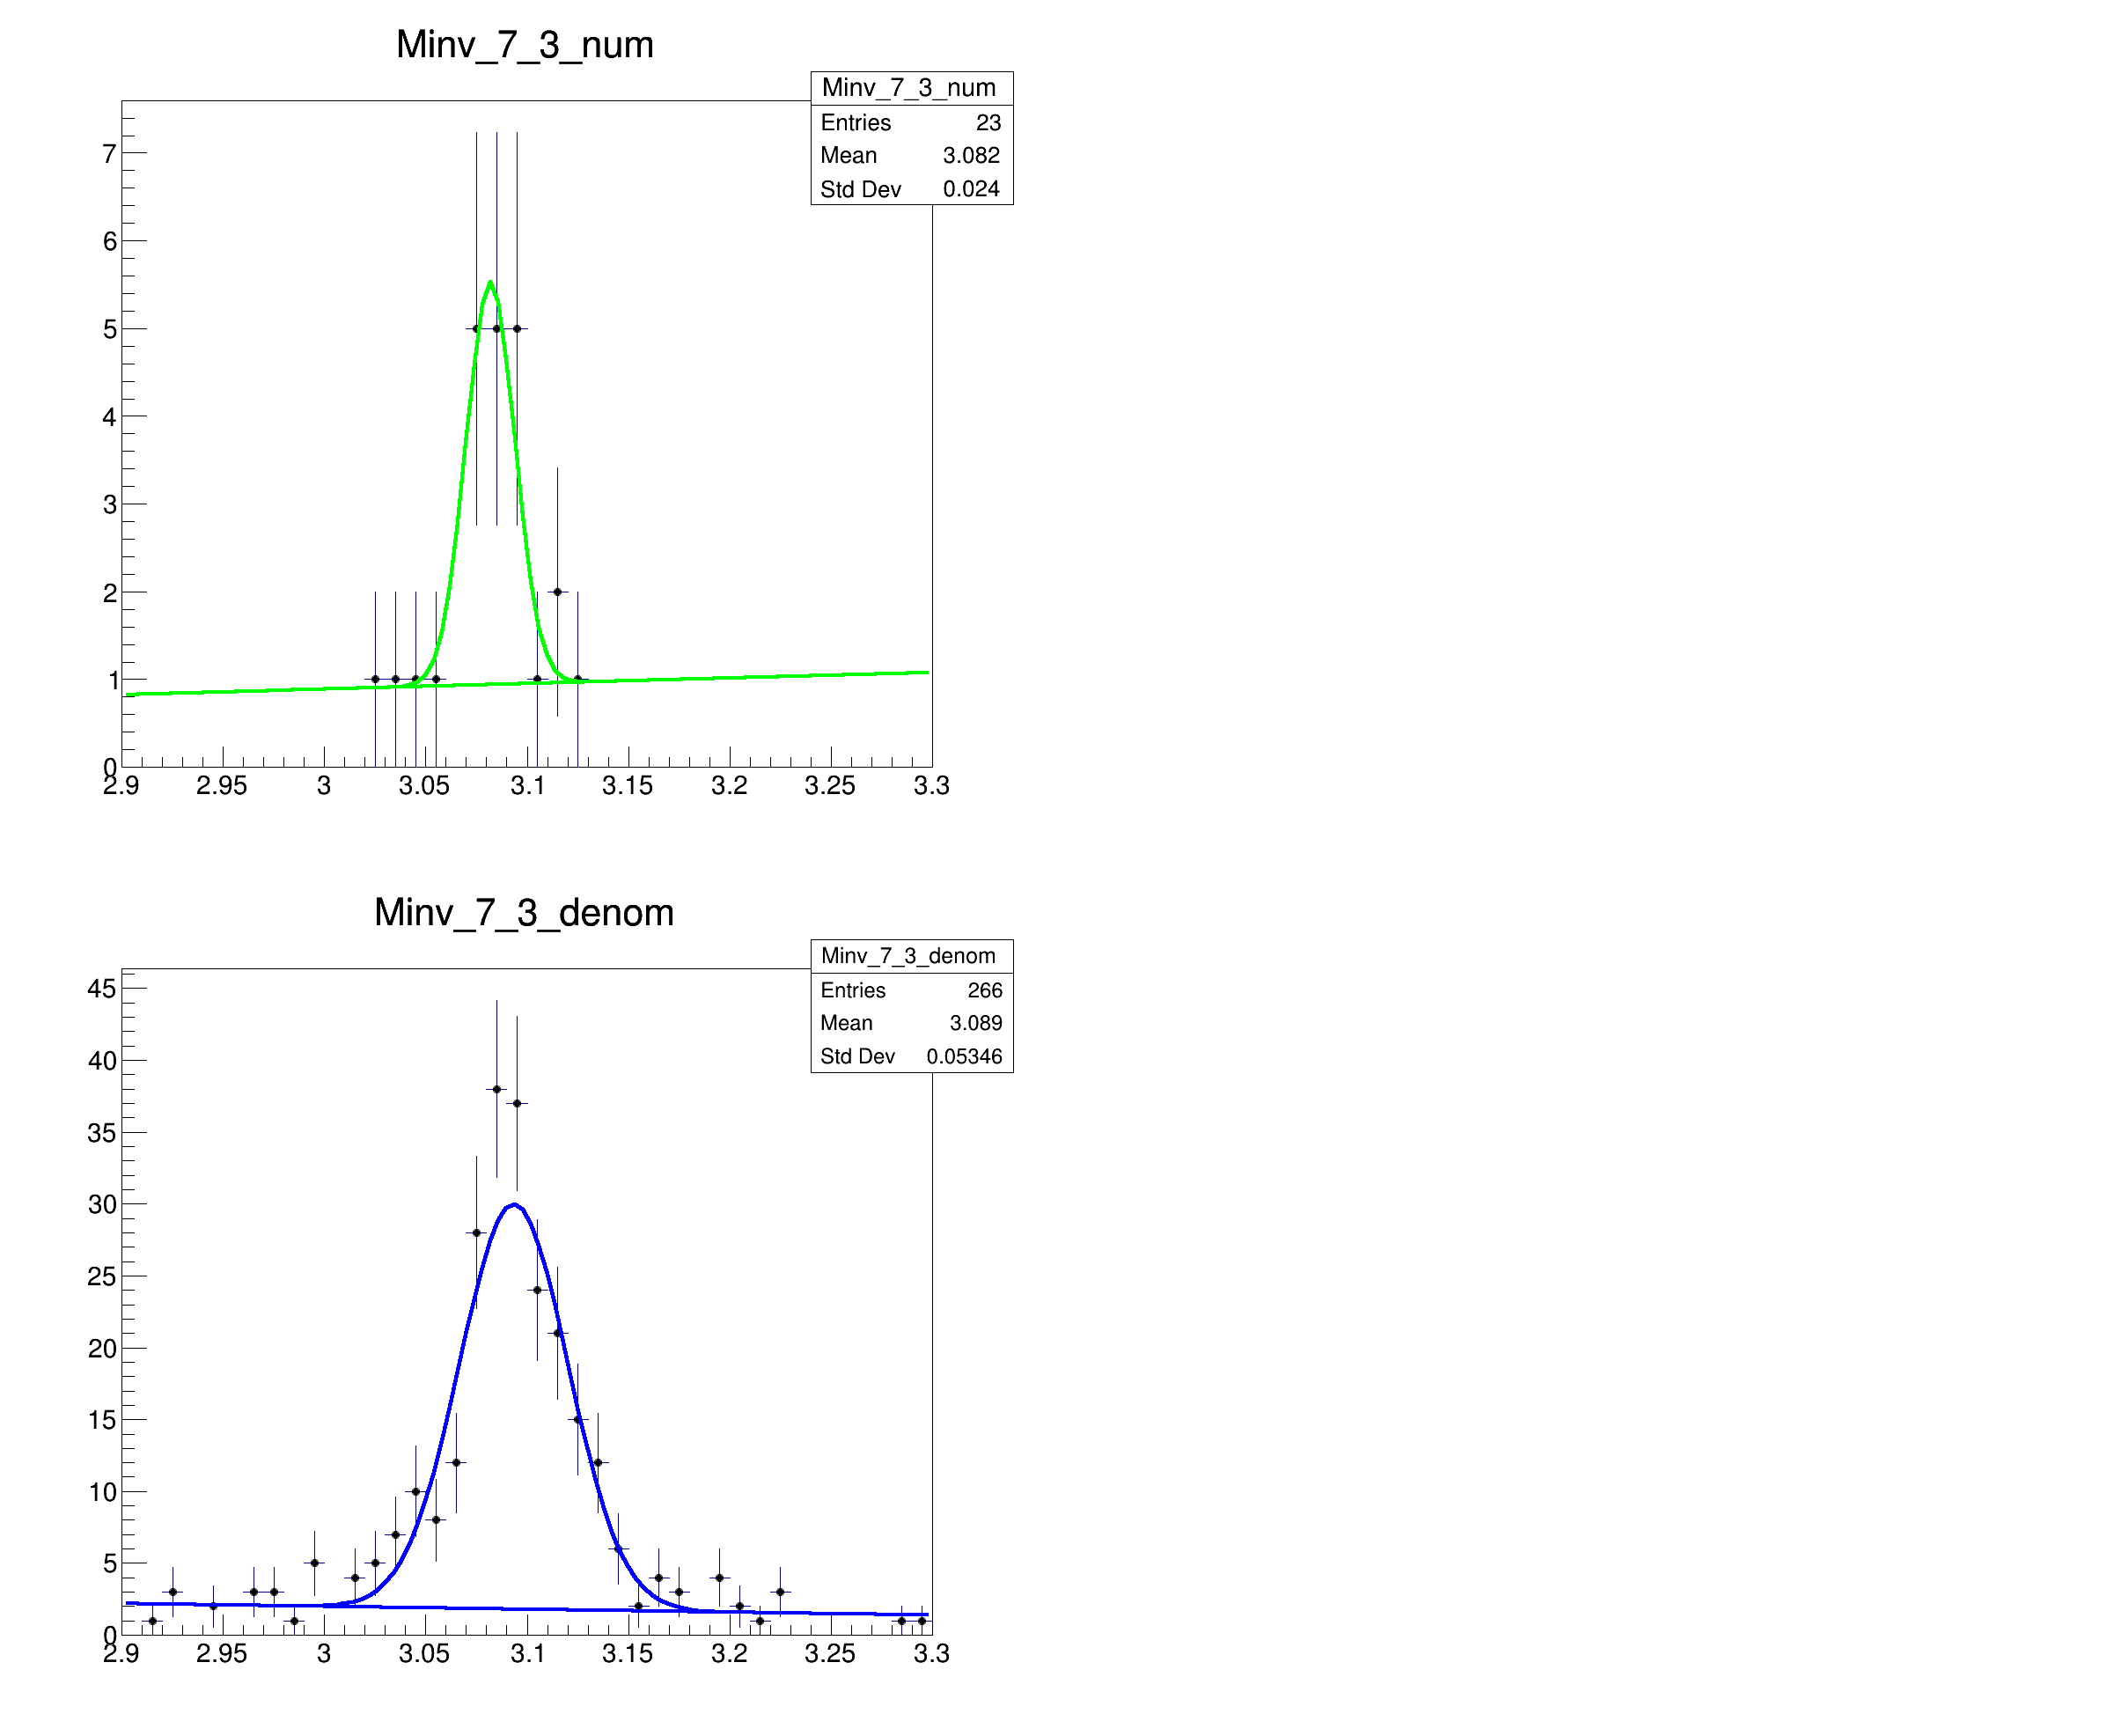 Minv_7_3_num
Minv_7_3_num
Entries 23
Mean 3.082
Std Dev 0.024
7
6
5
4
3
2
1
0
2.9 2.95 3 3.05 3.1 3.15 3.2 3.25 3.3
Minv_7_3_denom
Minv_7_3_denom
Entries 266
Mean 3.089
Std Dev 0.05346
45
40
35
30
25
20
15
10
5
0
2.9 2.95 3 3.05 3.1 3.15 3.2 3.25 3.3